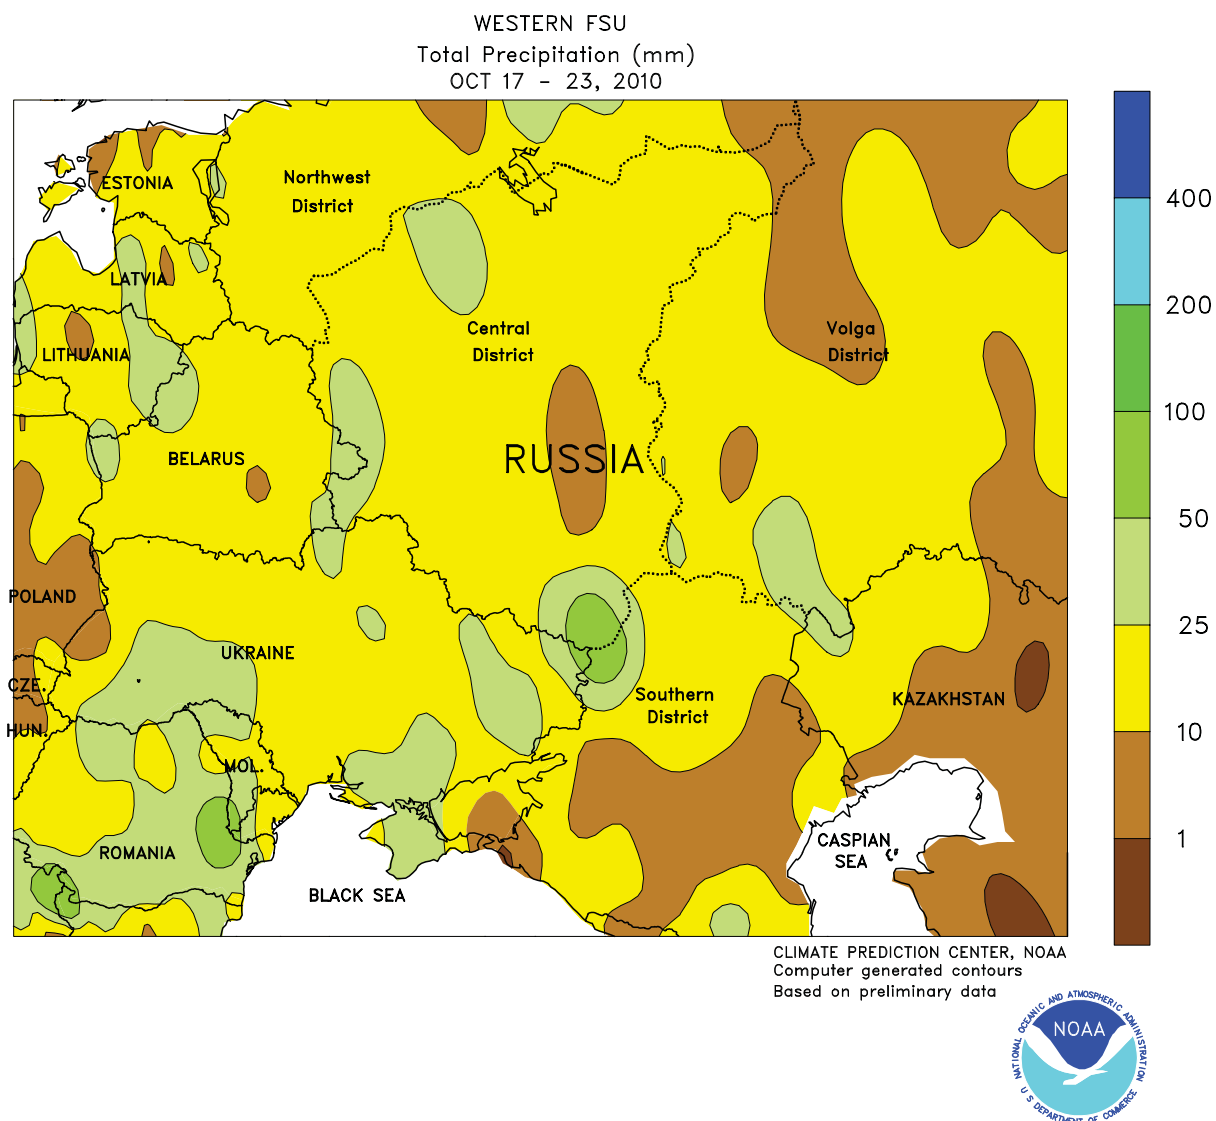 WESTERN FSU
Total Precipitation (mm)
OCT 17 - 23, 2010
ESTONIA
Northwest
District
400
LATVIA
200
Central
District
Volga
District
LITHUANIA
100
BELARUS
RUSSIA
50
POLAND
25
UKRAINE
CZE.
Southern
District
KAZAKHSTAN
HUN.
10
MOL.
1
ROMANIA
CASPIAN
SEA
BLACK SEA
CLIMATE PREDICTION CENTER, NOAA
Computer generated contours
Based on preliminary data
NATIONAL OCEANIC AND ATMOSPHERIC ADMINISTRATION
NOAA
U S DEPARTMENT OF COMMERCE